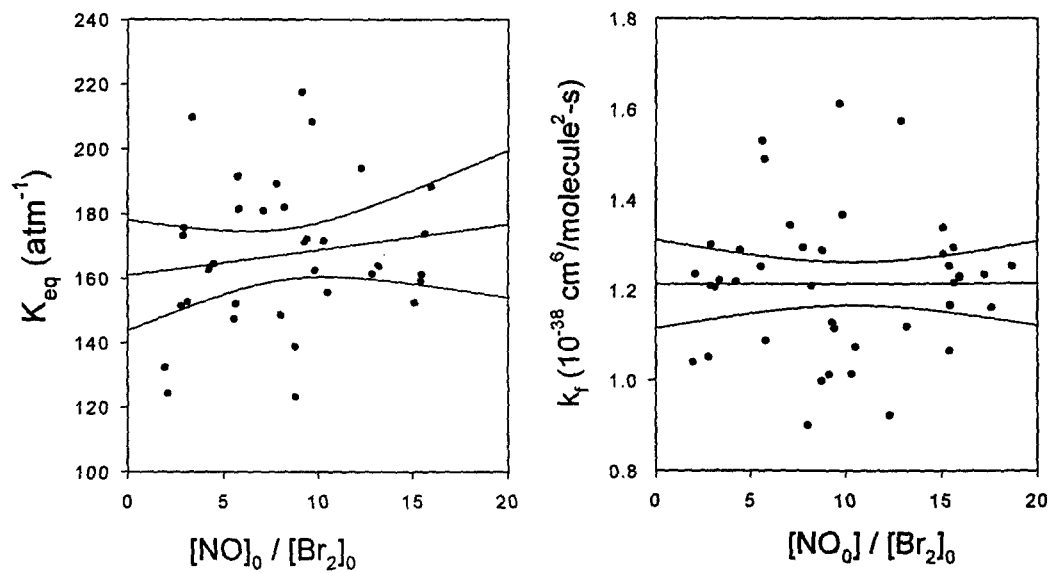 240
220
200
180
160
140
120
100
K_eq (atm^-1)
0 5 10 15 20
[NO]_0 / [Br_2]_0
1.8
1.6
1.4
1.2
1.0
0.8
k_f (10^-38 cm^6/molecule^2-s)
0 5 10 15 20
[NO_0] / [Br_2]_0